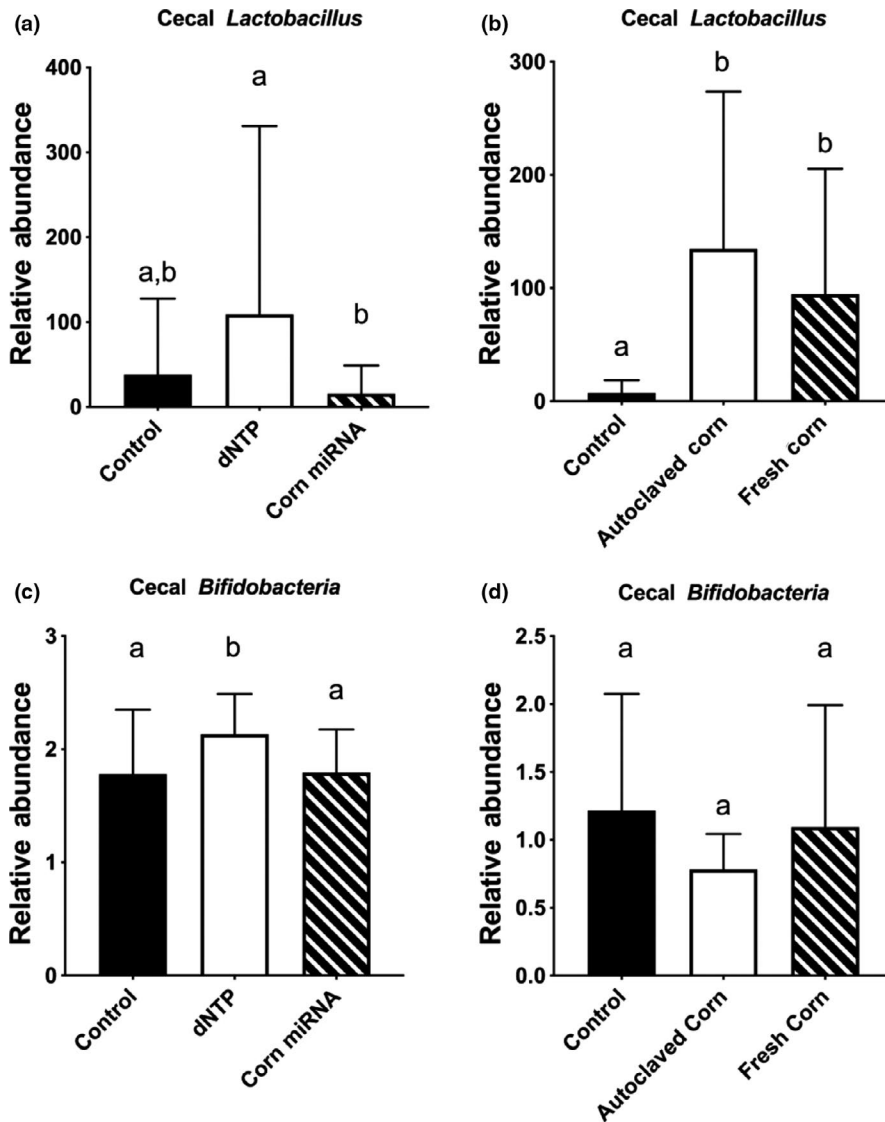 (a)
Cecal Lactobacillus
Relative abundance
400
300
200
100
0
a,b
a
b
Control
dNTP
Corn miRNA
(b)
Cecal Lactobacillus
Relative abundance
300
200
100
0
a
b
b
Control
Autoclaved corn
Fresh corn
(c)
Cecal Bifidobacteria
Relative abundance
3
2
1
0
a
b
a
Control
dNTP
Corn miRNA
(d)
Cecal Bifidobacteria
Relative abundance
2.5
2.0
1.5
1.0
0.5
0.0
a
a
a
Control
Autoclaved Corn
Fresh Corn